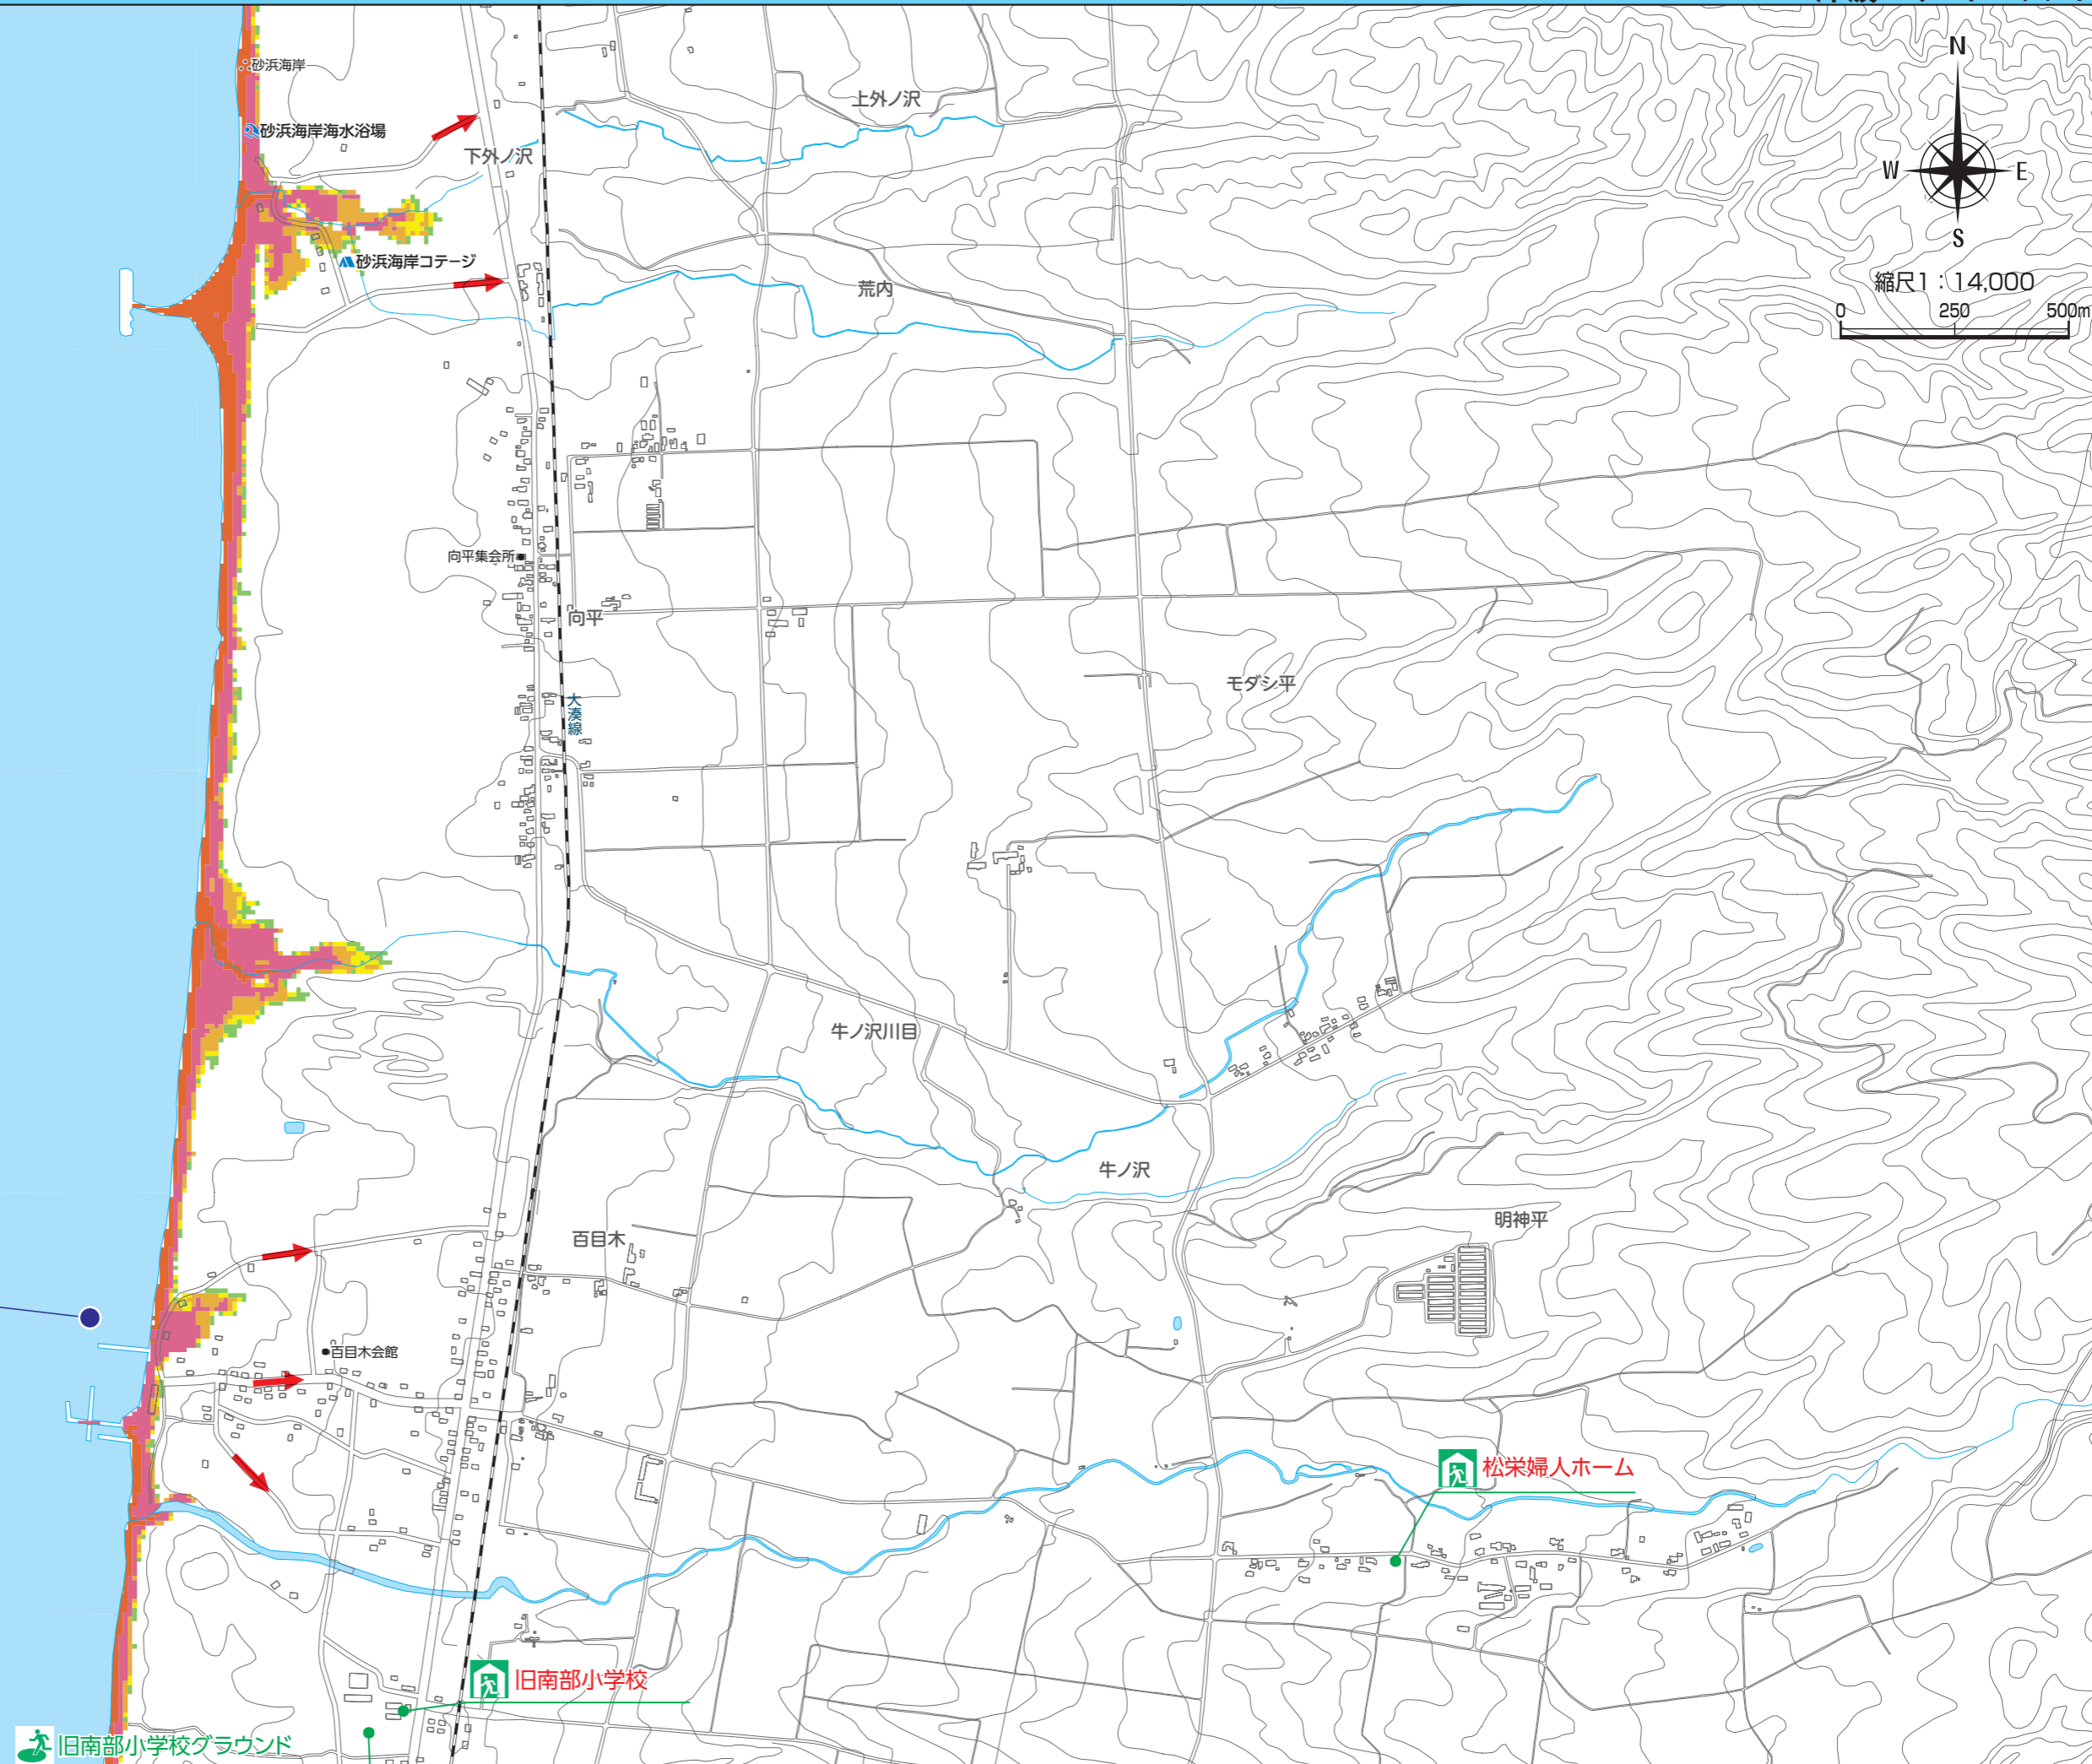 砂浜海岸
砂浜海岸海水浴場
上外ノ沢
下外ノ沢
砂浜海岸コテージ
荒内
N
W
E
S
縮尺1：14,000
0 250 500m
向平集会所
向平
大湊線
モダシ平
牛ノ沢川目
牛ノ沢
明神平
百目木
百目木会館
松栄婦人ホーム
旧南部小学校
旧南部小学校グラウンド